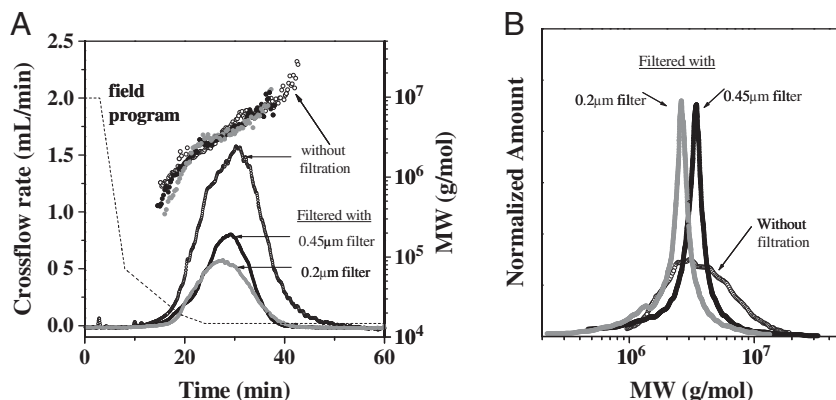 A
2.5
2.0
1.5
1.0
0.5
0.0
Crossflow rate (mL/min)
field
program
without
filtration
Filtered with
0.45μm filter
0.2μm filter
10⁷
10⁶
10⁵
10⁴
MW (g/mol)
0 20 40 60
Time (min)
B
Normalized Amount
Filtered with
0.2μm filter
0.45μm filter
Without
filtration
10⁶ 10⁷
MW (g/mol)